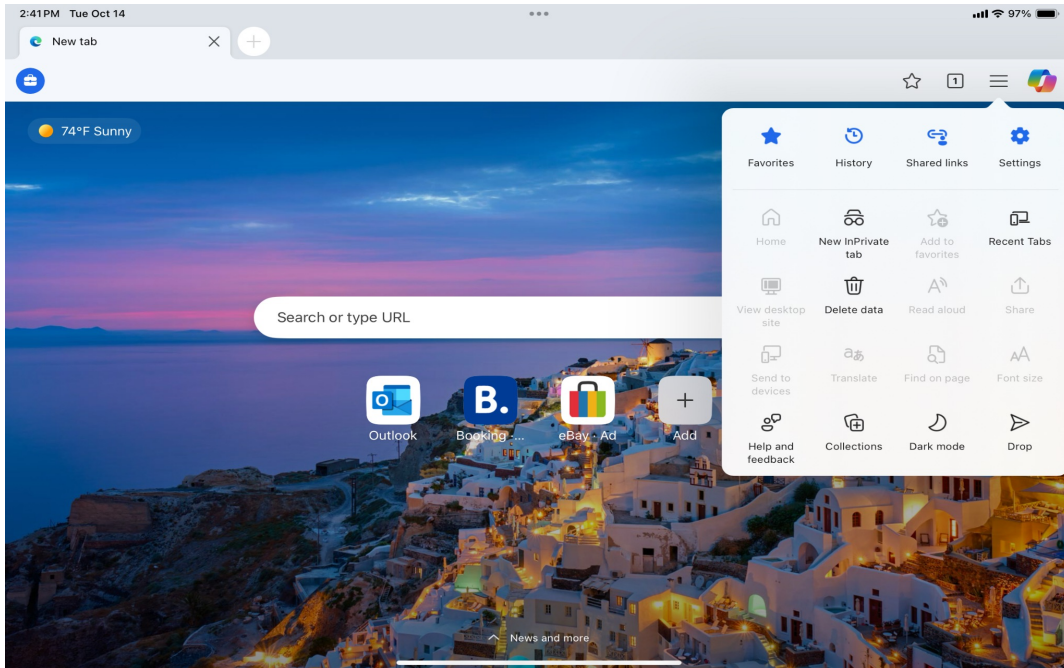 2:41 PM Tue Oct 14
97%
New tab
1
74°F Sunny
Favorites
History
Shared links
Settings
Home
New InPrivate
tab
Add to
favorites
Recent Tabs
View desktop
site
Delete data
Read aloud
Share
Send to
devices
Translate
Find on page
Font size
Help and
feedback
Collections
Dark mode
Drop
Search or type URL
Outlook
B.
Booking ·...
eBay · Ad
Add
News and more